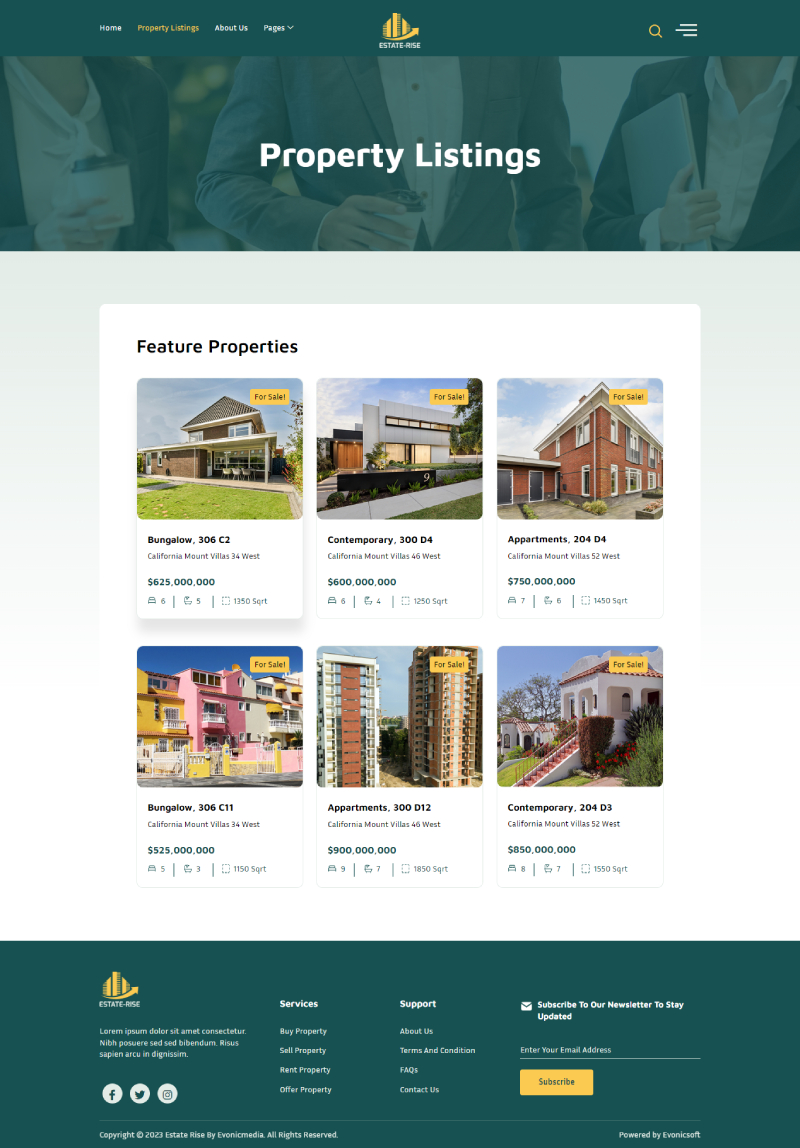 Home Property Listings About Us Pages
ESTATE-RISE
Property Listings
Feature Properties
For Sale!
Bungalow, 306 C2
California Mount Villas 34 West
$625,000,000
6 5 1350 Sqrt
For Sale!
9
Contemporary, 300 D4
California Mount Villas 46 West
$600,000,000
6 4 1250 Sqrt
For Sale!
Appartments, 204 D4
California Mount Villas 52 West
$750,000,000
7 6 1450 Sqrt
For Sale!
Bungalow, 306 C11
California Mount Villas 34 West
$525,000,000
5 3 1150 Sqrt
For Sale!
Appartments, 300 D12
California Mount Villas 46 West
$900,000,000
9 7 1850 Sqrt
For Sale!
Contemporary, 204 D3
California Mount Villas 52 West
$850,000,000
8 7 1550 Sqrt
ESTATE-RISE
Lorem ipsum dolor sit amet consectetur.
Nibh posuere sed sed bibendum. Risus
sapien arcu in dignissim.
Services
Buy Property
Sell Property
Rent Property
Offer Property
Support
About Us
Terms And Condition
FAQs
Contact Us
Subscribe To Our Newsletter To Stay
Updated
Enter Your Email Address
Subscribe
Copyright © 2023 Estate Rise By Evonicmedia. All Rights Reserved.
Powered by Evonicsoft